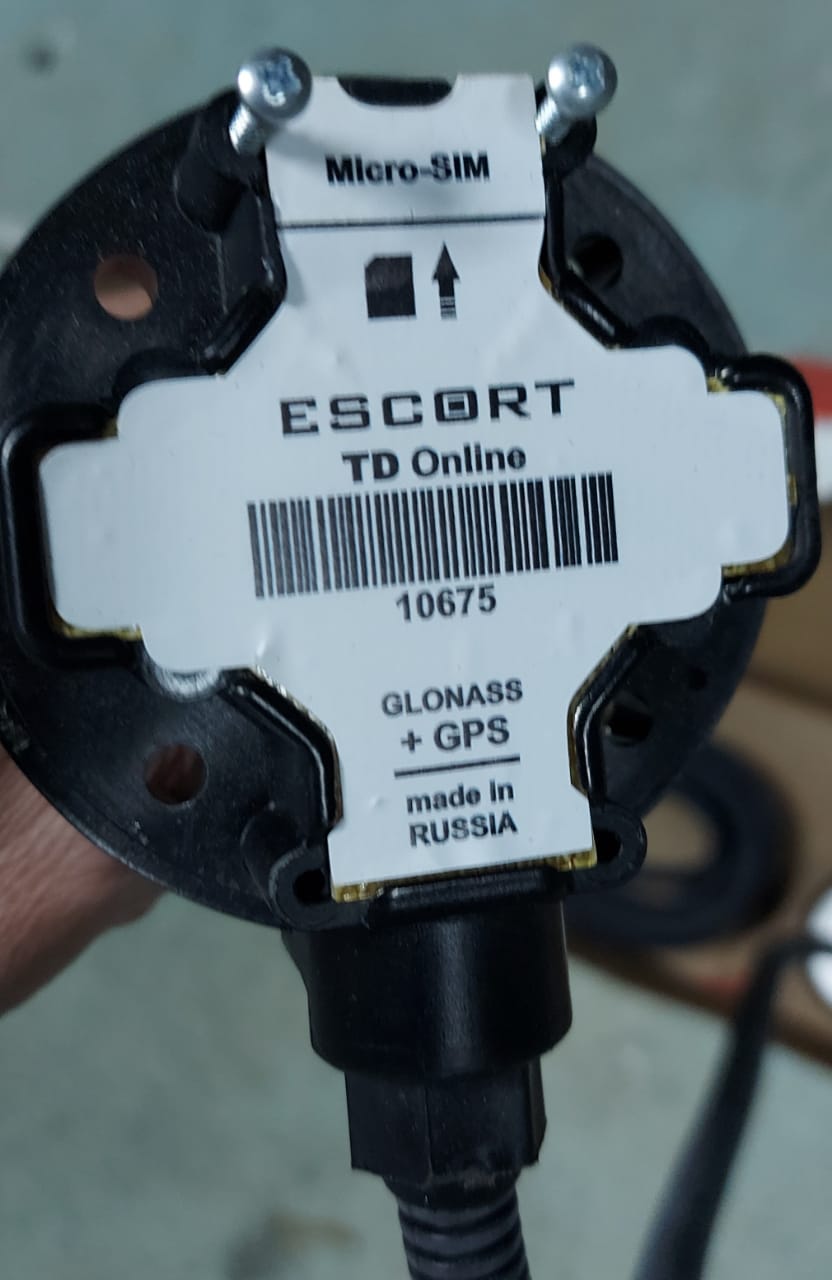 Micro-SIM
ESCORT
TD Online
10675
GLONASS
+ GPS
made in
RUSSIA